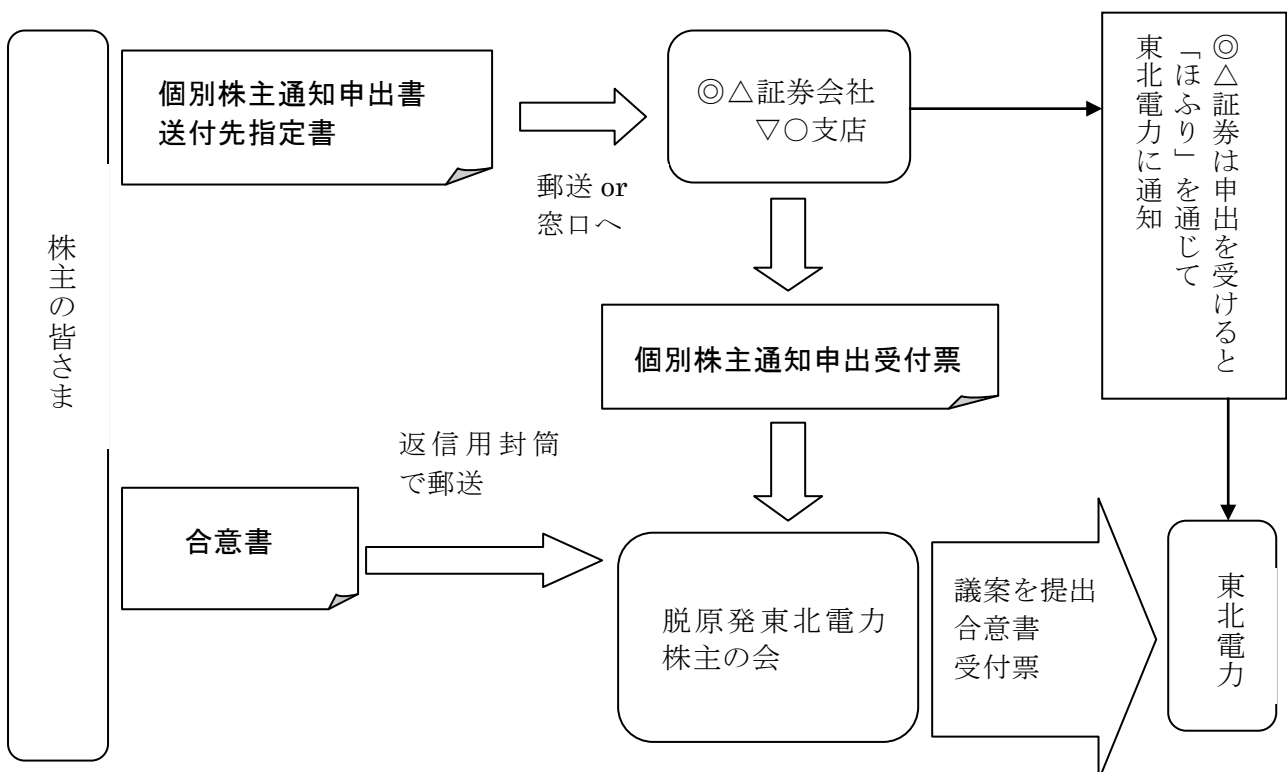 株主の皆さま
個別株主通知申出書
送付先指定書
郵送 or
窓口へ
◎△証券会社
▽○支店
◎△証券は申出を受けると
「ほふり」を通じて
東北電力に通知
個別株主通知申出受付票
返信用封筒
で郵送
合意書
脱原発東北電力
株主の会
議案を提出
合意書
受付票
東北電力